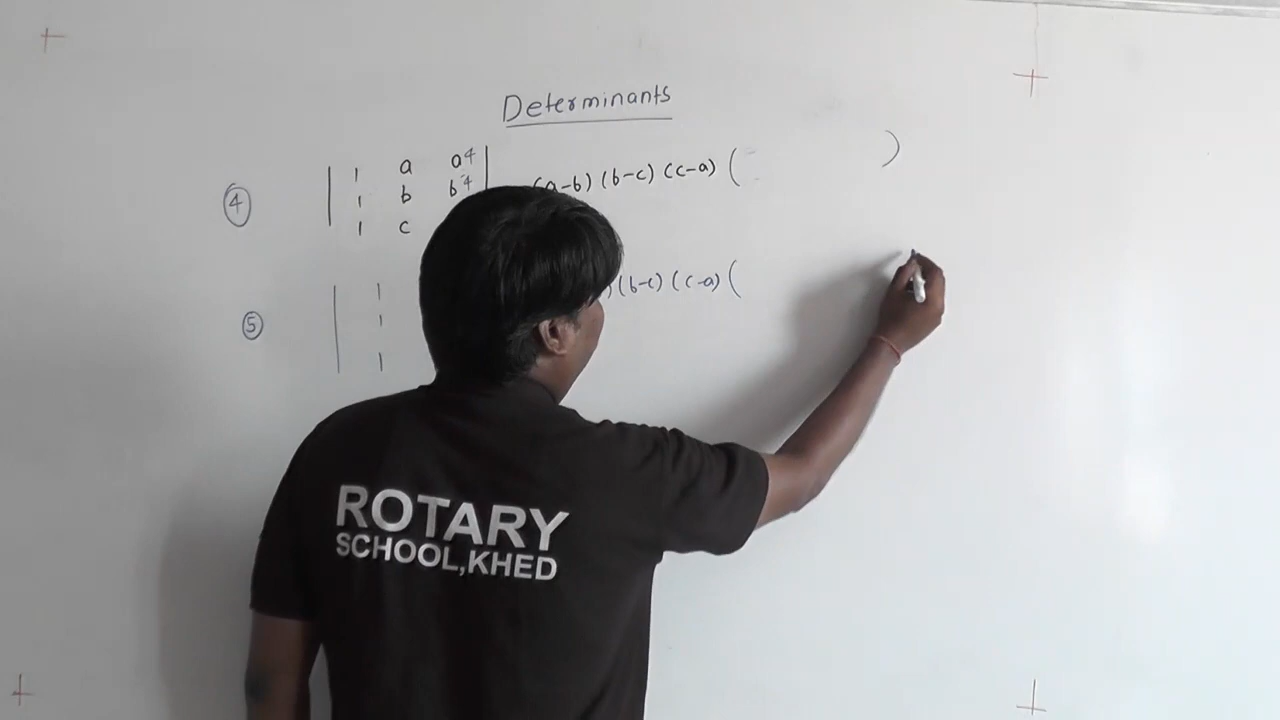 Determinants
④ | 1 a a⁴ | (a-b) (b-c) (c-a) ( )
1 b b⁴
1 c
⑤ | 1 ) (b-c) (c-a) (
1
1
ROTARY
SCHOOL,KHED